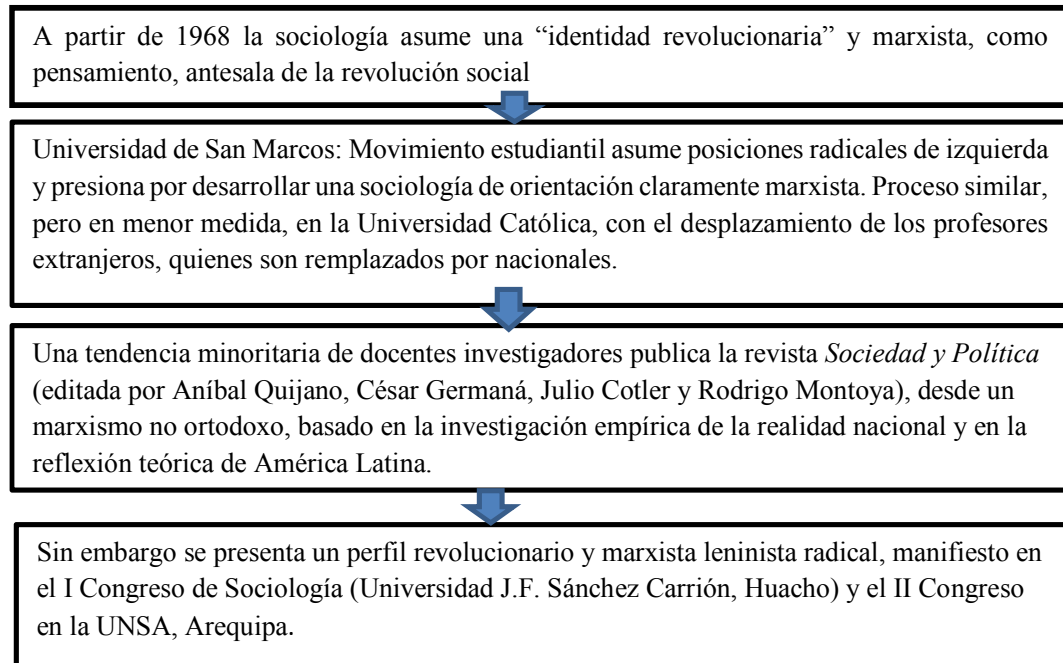 A partir de 1968 la sociología asume una “identidad revolucionaria” y marxista, como
pensamiento, antesala de la revolución social
Universidad de San Marcos: Movimiento estudiantil asume posiciones radicales de izquierda
y presiona por desarrollar una sociología de orientación claramente marxista. Proceso similar,
pero en menor medida, en la Universidad Católica, con el desplazamiento de los profesores
extranjeros, quienes son remplazados por nacionales.
Una tendencia minoritaria de docentes investigadores publica la revista Sociedad y Política
(editada por Aníbal Quijano, César Germaná, Julio Cotler y Rodrigo Montoya), desde un
marxismo no ortodoxo, basado en la investigación empírica de la realidad nacional y en la
reflexión teórica de América Latina.
Sin embargo se presenta un perfil revolucionario y marxista leninista radical, manifiesto en
el I Congreso de Sociología (Universidad J.F. Sánchez Carrión, Huacho) y el II Congreso
en la UNSA, Arequipa.